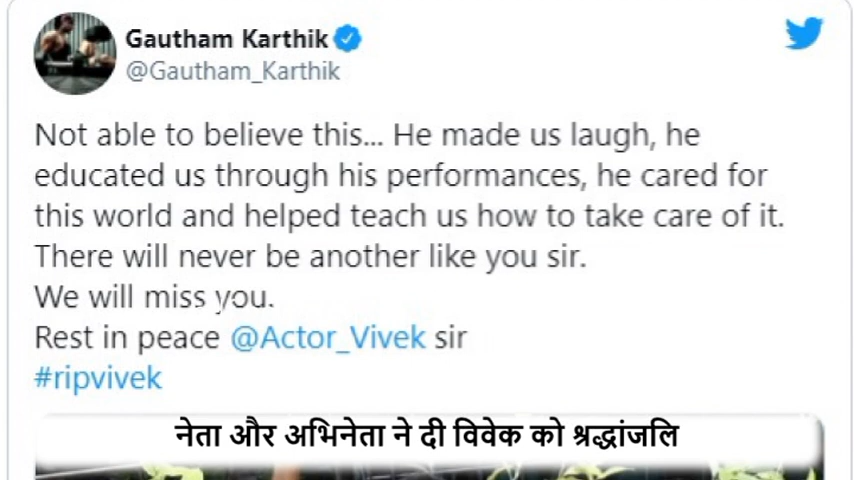 Gautham Karthik
@Gautham_Karthik
Not able to believe this... He made us laugh, he
educated us through his performances, he cared for
this world and helped teach us how to take care of it.
There will never be another like you sir.
We will miss you.
Rest in peace @Actor_Vivek sir
#ripvivek
नेता और अभिनेता ने दी विवेक को श्रद्धांजलि